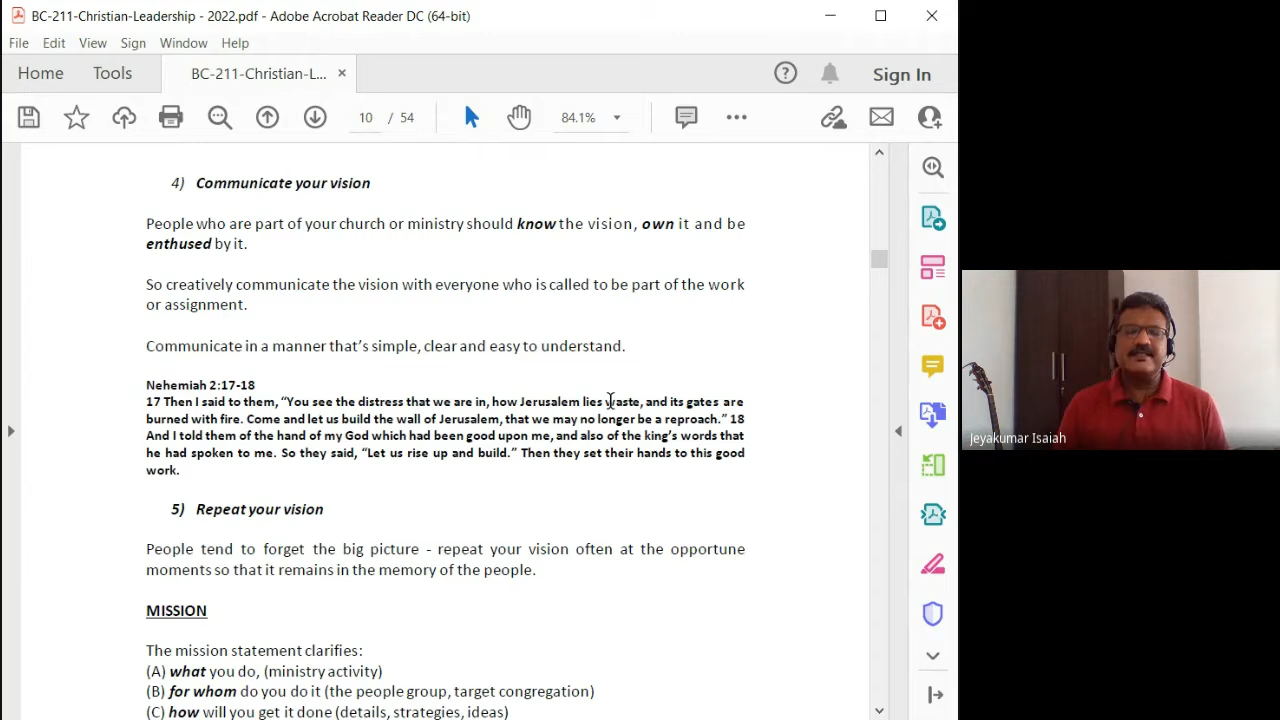 BC-211-Christian-Leadership - 2022.pdf - Adobe Acrobat Reader DC (64-bit)
File Edit View Sign Window Help
Home Tools BC-211-Christian-L... × Sign In
10 / 54 84.1%
4) Communicate your vision
People who are part of your church or ministry should know the vision, own it and be
enthused by it.
So creatively communicate the vision with everyone who is called to be part of the work
or assignment.
Communicate in a manner that's simple, clear and easy to understand.
Nehemiah 2:17-18
17 Then I said to them, “You see the distress that we are in, how Jerusalem lies waste, and its gates are
burned with fire. Come and let us build the wall of Jerusalem, that we may no longer be a reproach.” 18
And I told them of the hand of my God which had been good upon me, and also of the king's words that
he had spoken to me. So they said, “Let us rise up and build.” Then they set their hands to this good
work.
Jeyakumar Isaiah
5) Repeat your vision
People tend to forget the big picture - repeat your vision often at the opportune
moments so that it remains in the memory of the people.
MISSION
The mission statement clarifies:
(A) what you do, (ministry activity)
(B) for whom do you do it (the people group, target congregation)
(C) how will you get it done (details, strategies, ideas)